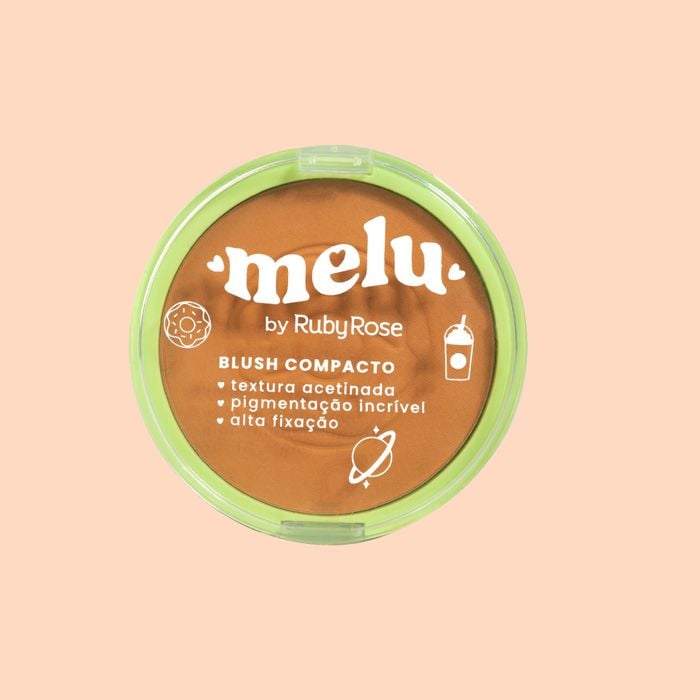 melu
by RubyRose
BLUSH COMPACTO
textura acetinada
pigmentação incrível
alta fixação